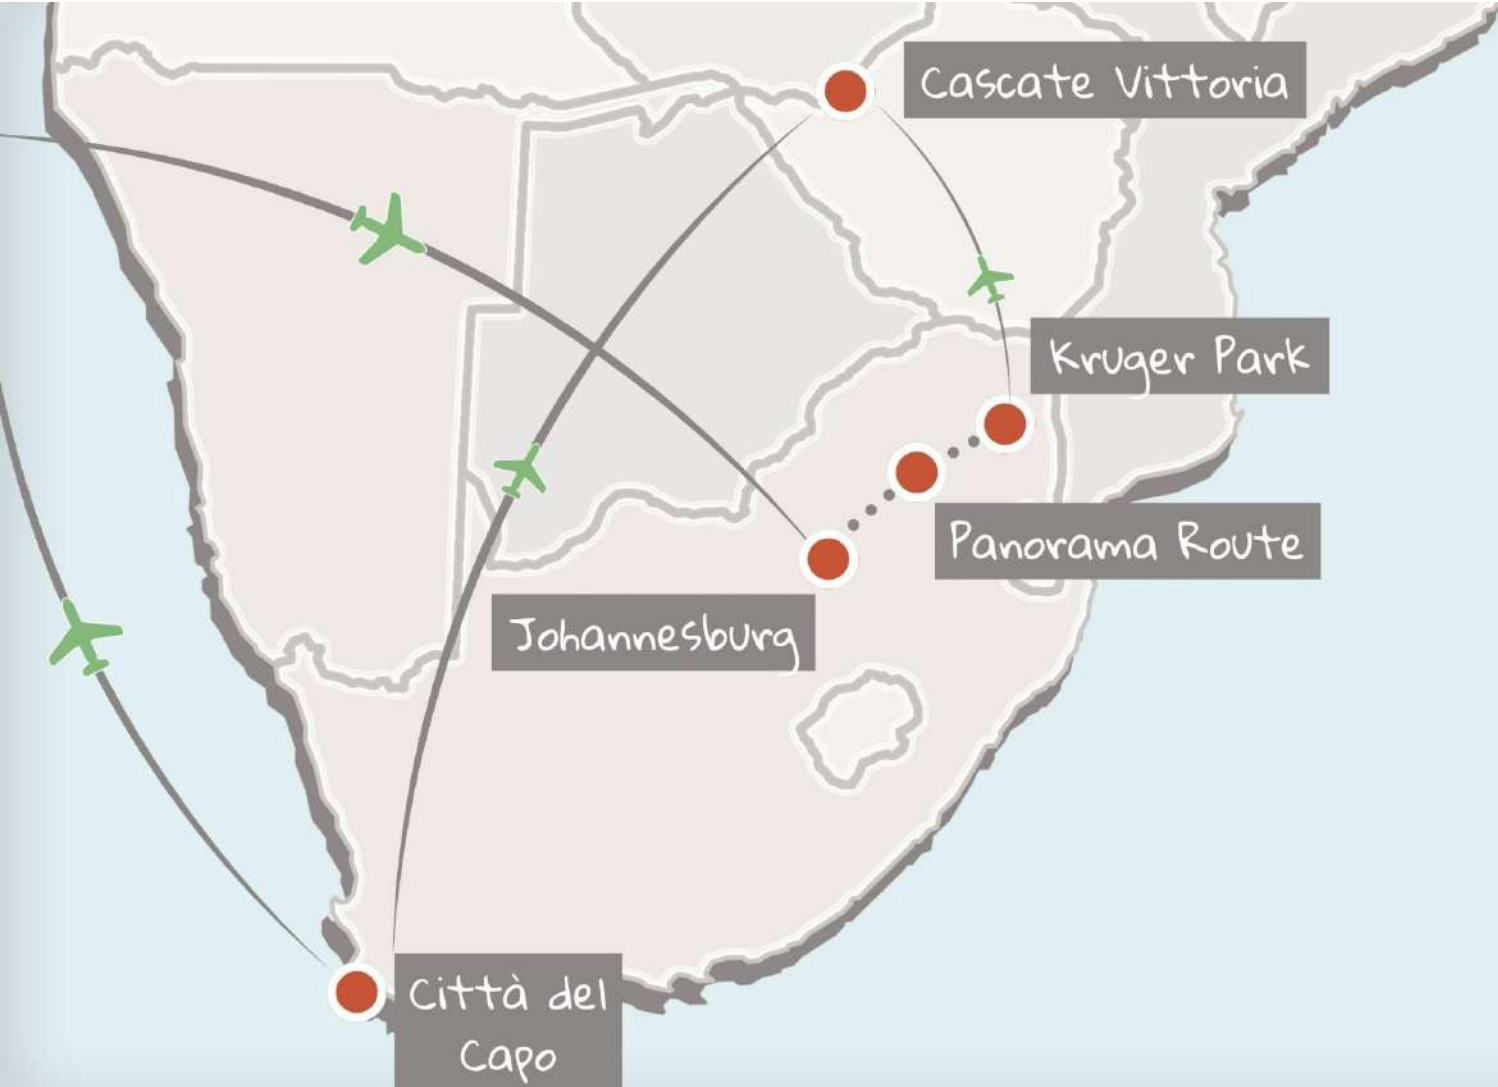 Cascate Vittoria
Kruger Park
Panorama Route
Johannesburg
Città del
Capo